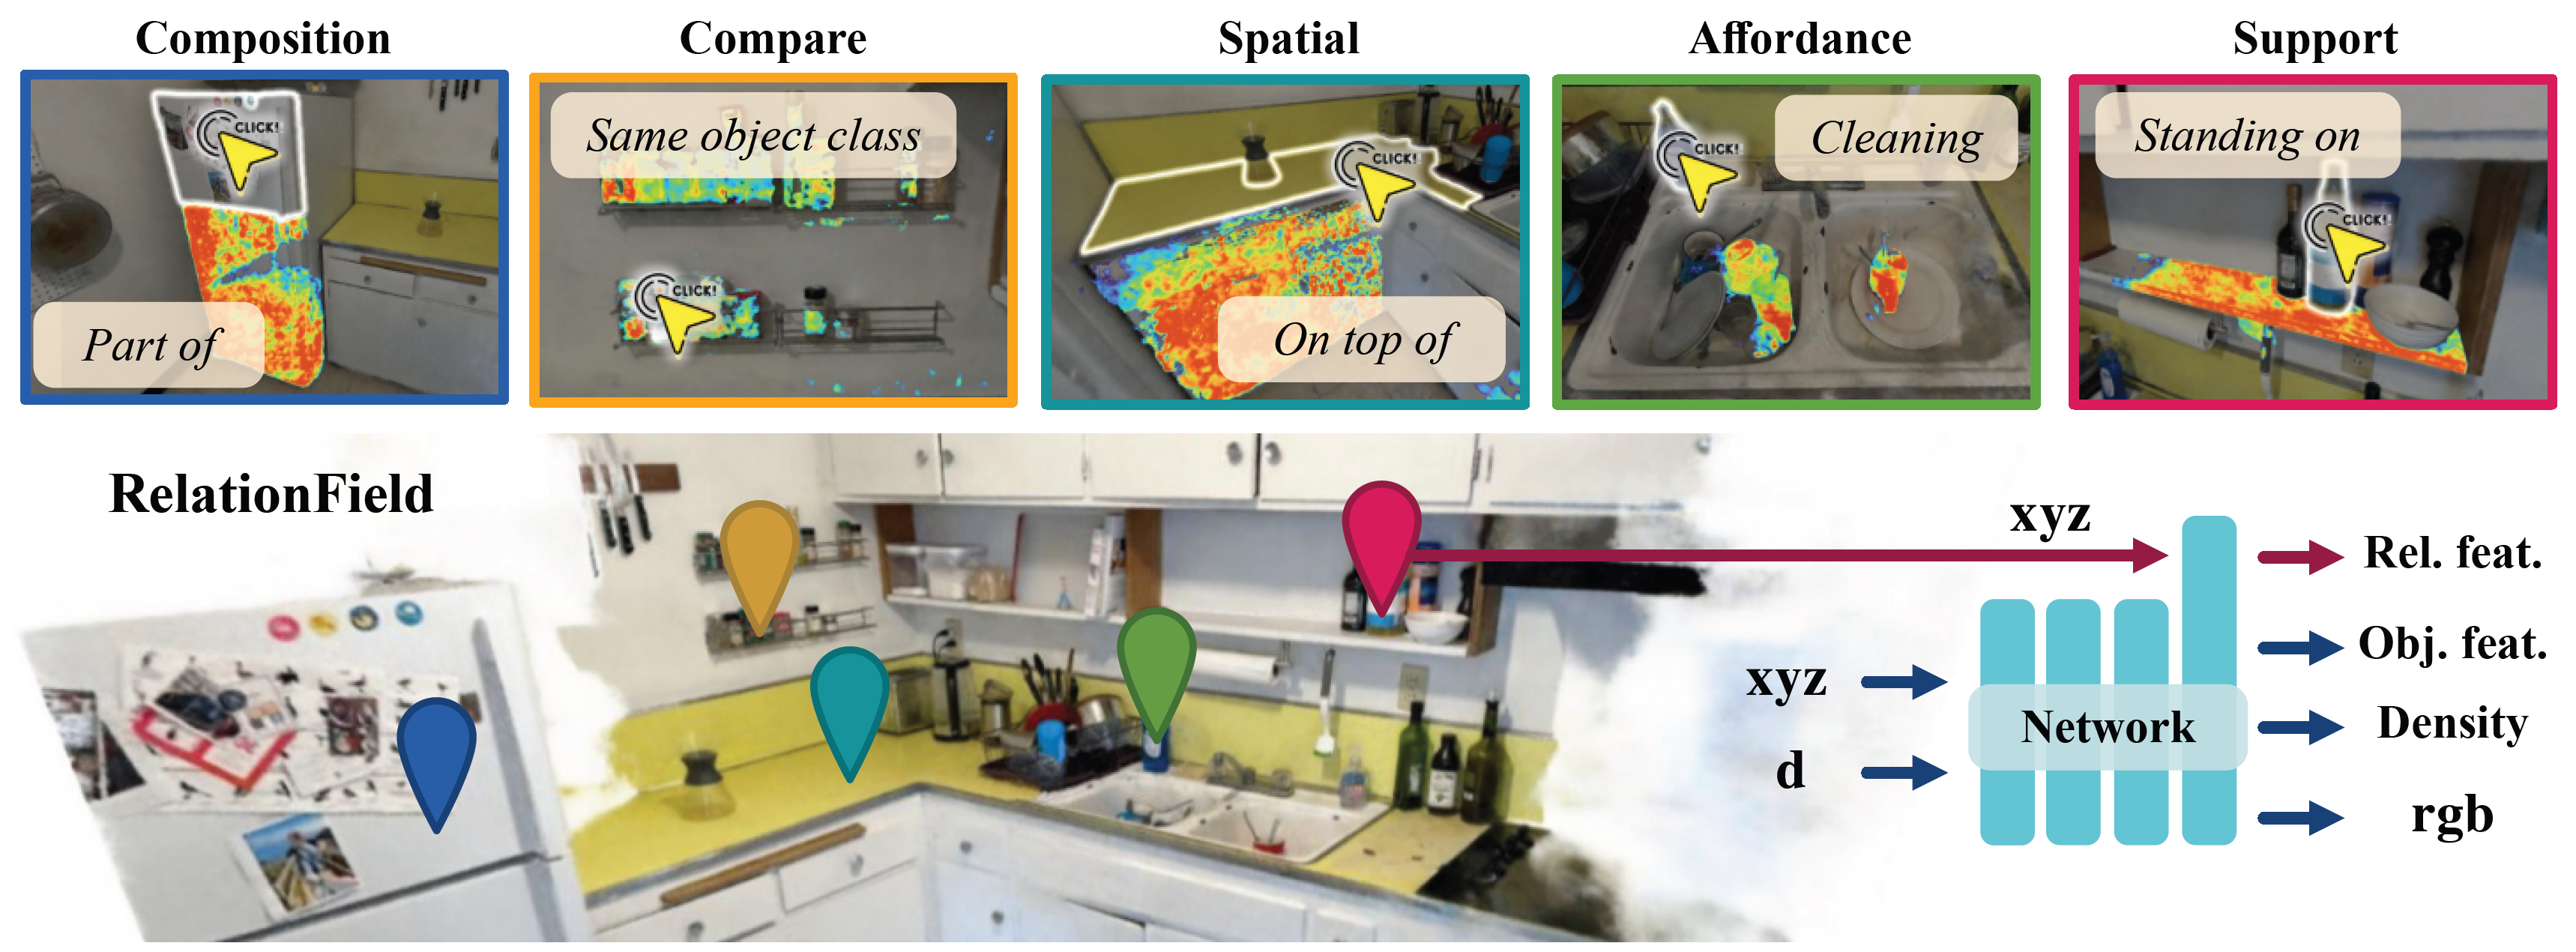 Composition
Compare
Spatial
Affordance
Support
CLICK!
Part of
Same object class
CLICK!
CLICK!
On top of
CLICK!
Cleaning
Standing on
CLICK!
RelationField
xyz
Rel. feat.
xyz
Obj. feat.
d
Network
Density
rgb